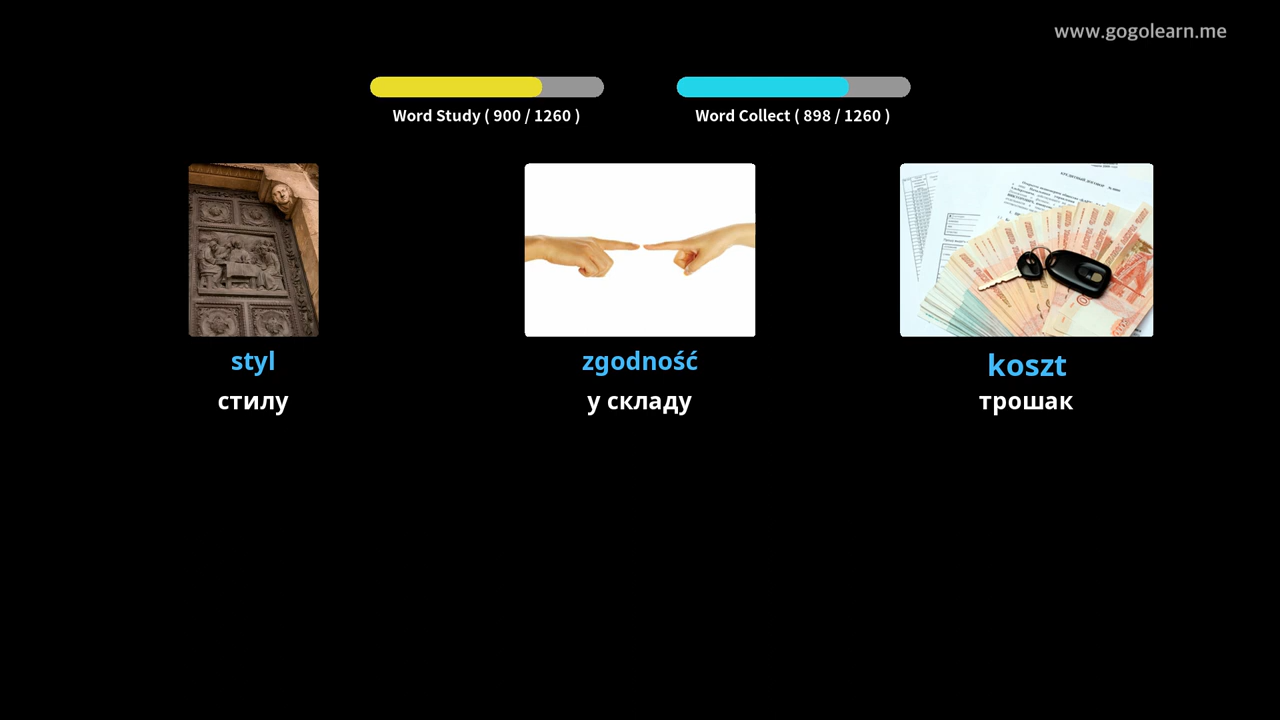 www.gogolearn.me
Word Study ( 900 / 1260 )
Word Collect ( 898 / 1260 )
styl
zgodność
koszt
стилу
у складу
трошак